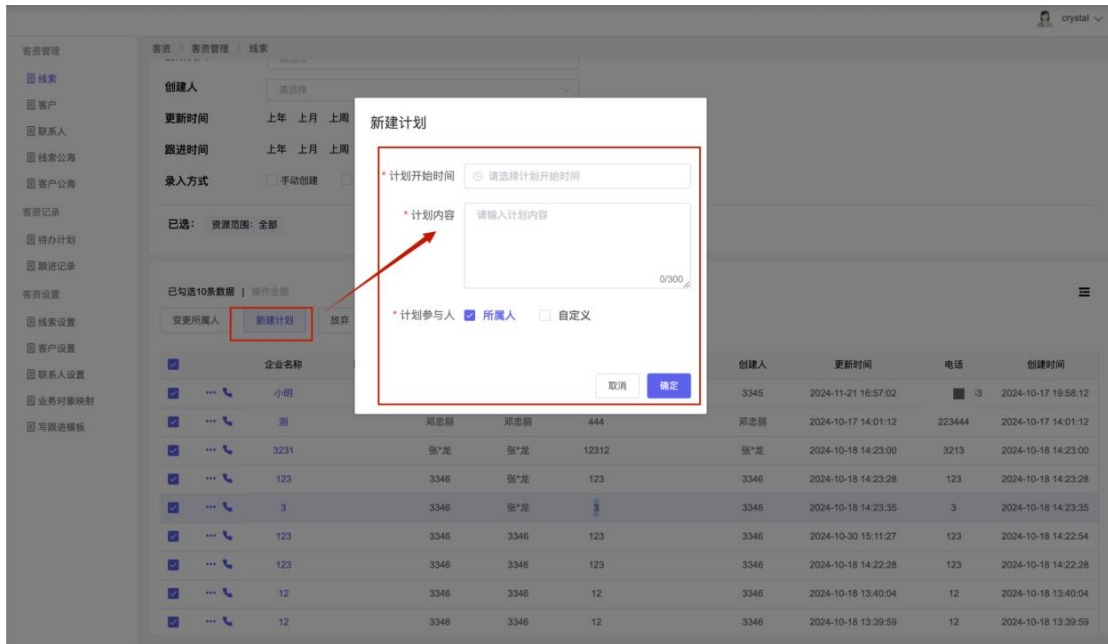 crystal
客资管理
客资 > 客资管理 > 线索
线索
创建人 请选择
客户
更新时间 上年 上月 上周
联系人
跟进时间 上年 上月 上周
线索公海
录入方式 手动创建
客户公海
客资记录
已选： 资源范围：全部
待办计划
跟进记录
客资设置
已勾选10条数据 | 操作全部
线索设置
变更所属人 新建计划 放弃
客户设置
联系人设置
业务对象映射
写跟进模板
新建计划
* 计划开始时间 请选择计划开始时间
* 计划内容 请输入计划内容
0/300
* 计划参与人 所属人 自定义
取消 确定
企业名称 创建人 更新时间 电话 创建时间
小明 3345 2024-11-21 16:57:02 3 2024-10-17 19:58:12
测 邓忠丽 邓忠丽 444 邓忠丽 2024-10-17 14:01:12 223444 2024-10-17 14:01:12
3231 张*龙 张*龙 12312 张*龙 2024-10-18 14:23:00 3213 2024-10-18 14:23:00
123 3346 张*龙 123 3346 2024-10-18 14:23:28 123 2024-10-18 14:23:28
3 3346 张*龙 3 3346 2024-10-18 14:23:35 3 2024-10-18 14:23:35
123 3346 3346 123 3346 2024-10-30 15:11:27 123 2024-10-18 14:22:54
123 3346 3346 123 3346 2024-10-18 14:22:28 123 2024-10-18 14:22:28
12 3346 3346 12 3346 2024-10-18 13:40:04 12 2024-10-18 13:40:04
12 3346 3346 12 3346 2024-10-18 13:39:59 12 2024-10-18 13:39:59